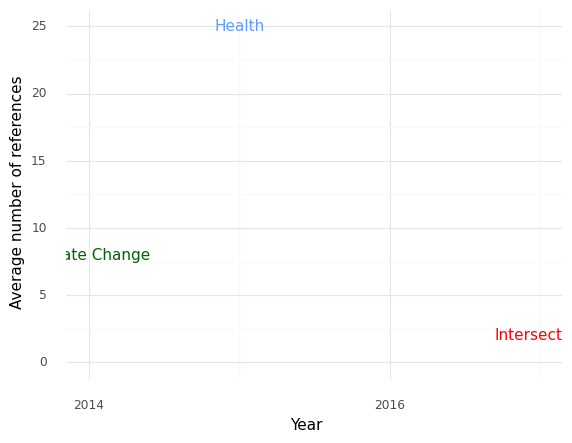 25
Health
20
15
10
ate Change
5
Intersect
0
2014
2016
Year
Average number of references